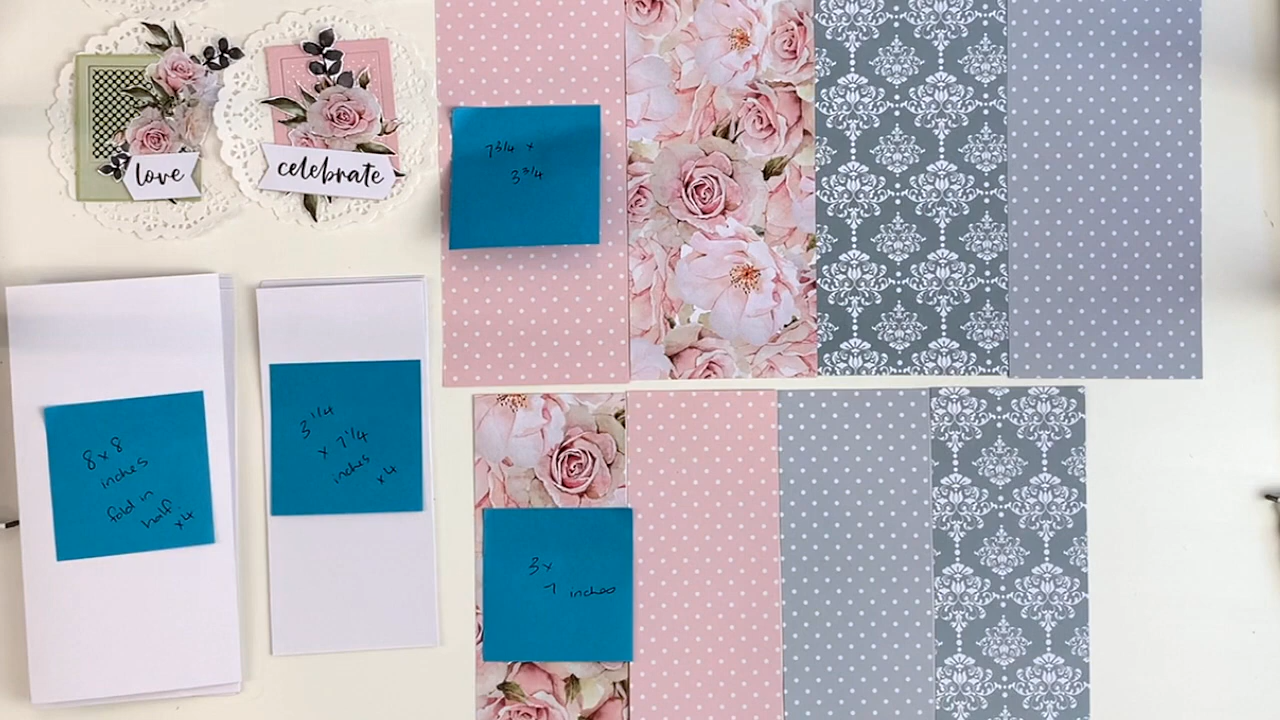 love
celebrate
7 3/4 x
3 3/4
8 x 8
inches
fold in
half
x4
3 1/4
x 7 1/4
inches
x4
3 x
7 inches